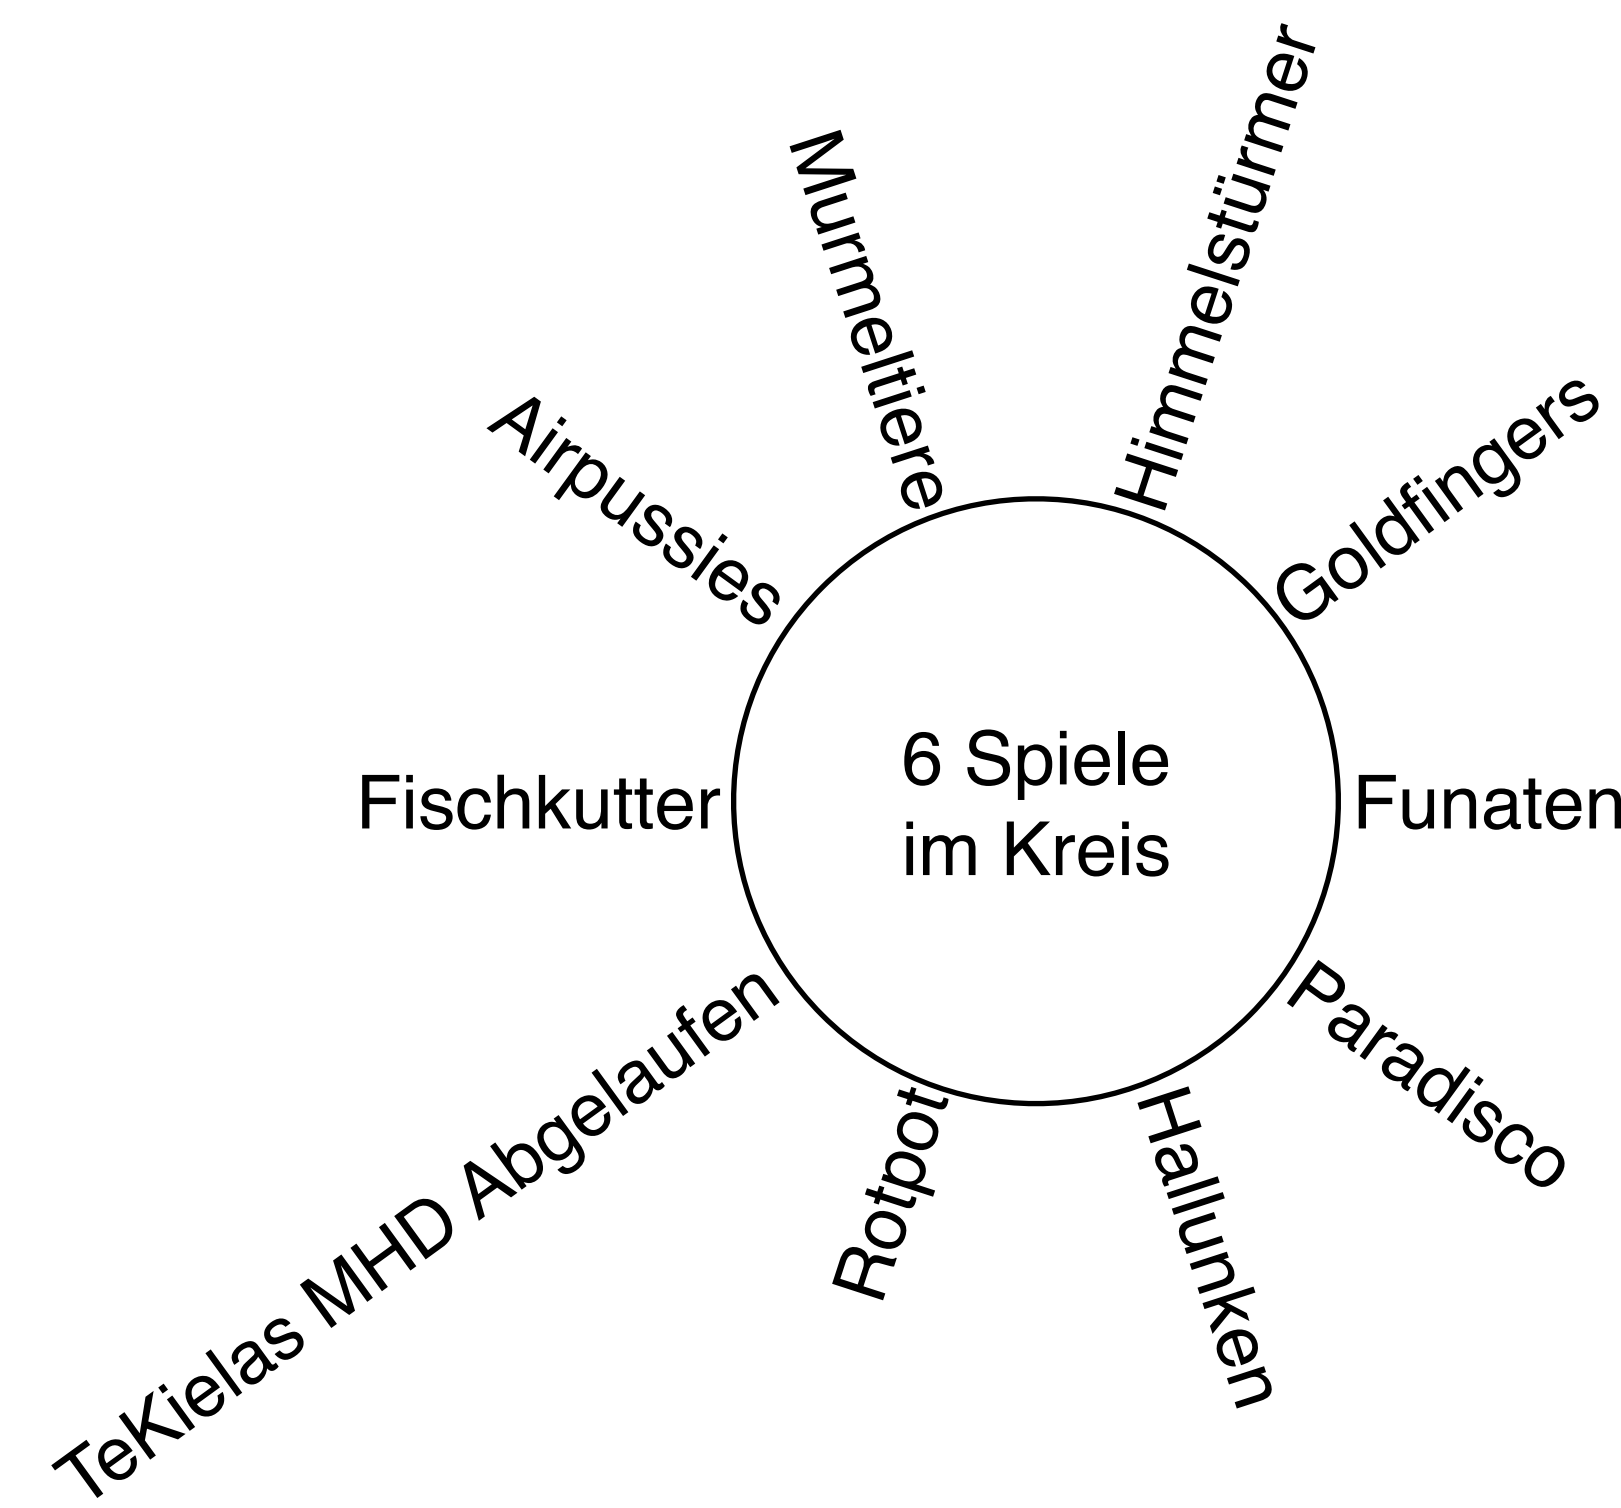 Himmelstürmer
Murmeltiere
Goldfingers
Airpussies
6 Spiele
im Kreis
Fischkutter
Funaten
TeKielas MHD Abgelaufen
Paradisco
Rotpot
Hallunken